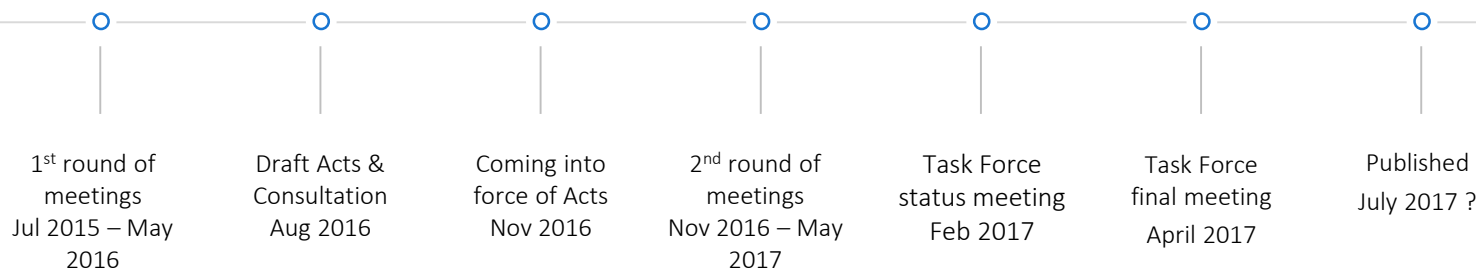 1st round of
meetings
Jul 2015 – May
2016
Draft Acts &
Consultation
Aug 2016
Coming into
force of Acts
Nov 2016
2nd round of
meetings
Nov 2016 – May
2017
Task Force
status meeting
Feb 2017
Task Force
final meeting
April 2017
Published
July 2017 ?